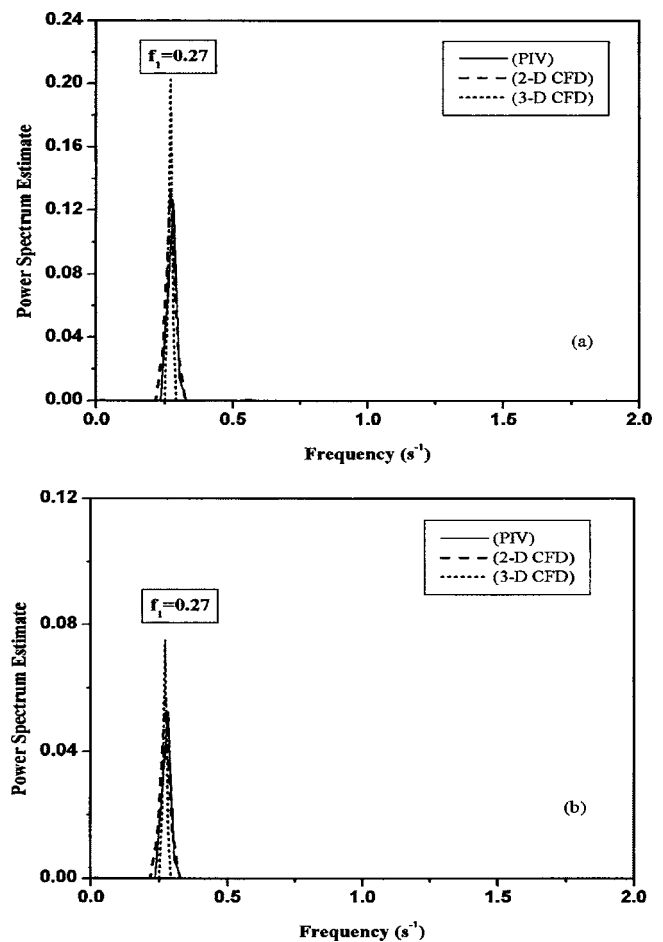 0.24
0.20
0.16
0.12
0.08
0.04
0.00
Power Spectrum Estimate
f1=0.27
(PIV)
(2-D CFD)
(3-D CFD)
(a)
0.0
0.5
1.0
1.5
2.0
Frequency (s-1)
0.12
0.08
0.04
0.00
Power Spectrum Estimate
f1=0.27
(PIV)
(2-D CFD)
(3-D CFD)
(b)
0.0
0.5
1.0
1.5
2.0
Frequency (s-1)